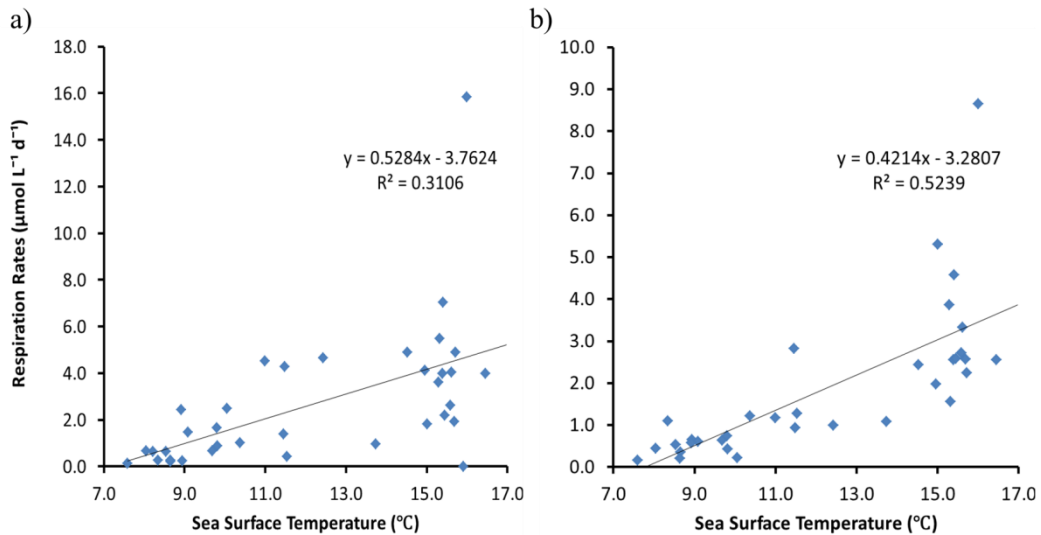 a)
18.0
16.0
14.0
12.0
10.0
8.0
6.0
4.0
2.0
0.0
Respiration Rates (µmol L⁻¹ d⁻¹)
y = 0.5284x - 3.7624
R² = 0.3106
7.0 9.0 11.0 13.0 15.0 17.0
Sea Surface Temperature (°C)
b)
10.0
9.0
8.0
7.0
6.0
5.0
4.0
3.0
2.0
1.0
0.0
y = 0.4214x - 3.2807
R² = 0.5239
7.0 9.0 11.0 13.0 15.0 17.0
Sea Surface Temperature (°C)